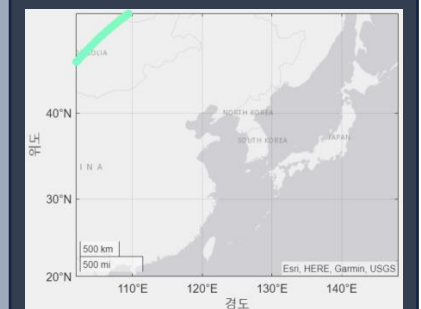 OLIA
NORTH KOREA
40°N
SOUTH KOREA
JAPAN
위도
I N A
30°N
500 km
500 mi
Esri, HERE, Garmin, USGS
20°N
110°E
120°E
130°E
140°E
경도